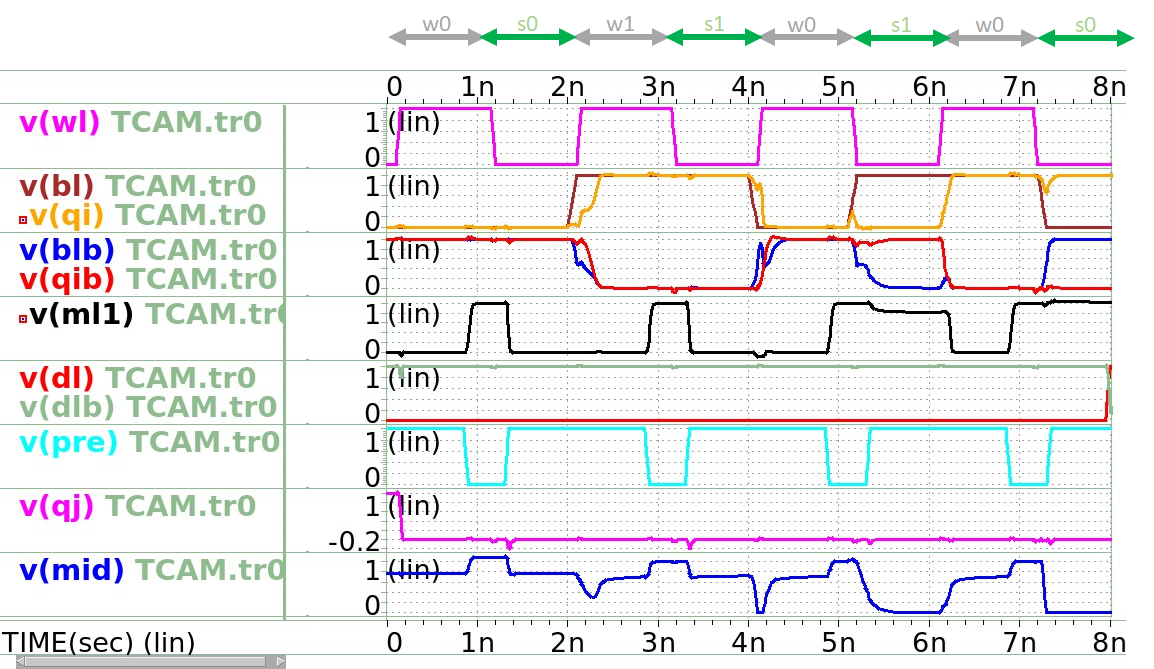 w0 s0 w1 s1 w0 s1 w0 s0
0 1n 2n 3n 4n 5n 6n 7n 8n
v(wl) TCAM.tr0 1 (lin)
0
v(bl) TCAM.tr0 1 (lin)
v(qi) TCAM.tr0 0
v(blb) TCAM.tr0 1 (lin)
v(qib) TCAM.tr0 0
v(ml1) TCAM.tr0 1 (lin)
0
v(dl) TCAM.tr0 1 (lin)
v(dlb) TCAM.tr0 0
v(pre) TCAM.tr0 1 (lin)
0
v(qj) TCAM.tr0 1 (lin)
-0.2
v(mid) TCAM.tr0 1 (lin)
0
TIME(sec) (lin) 0 1n 2n 3n 4n 5n 6n 7n 8n